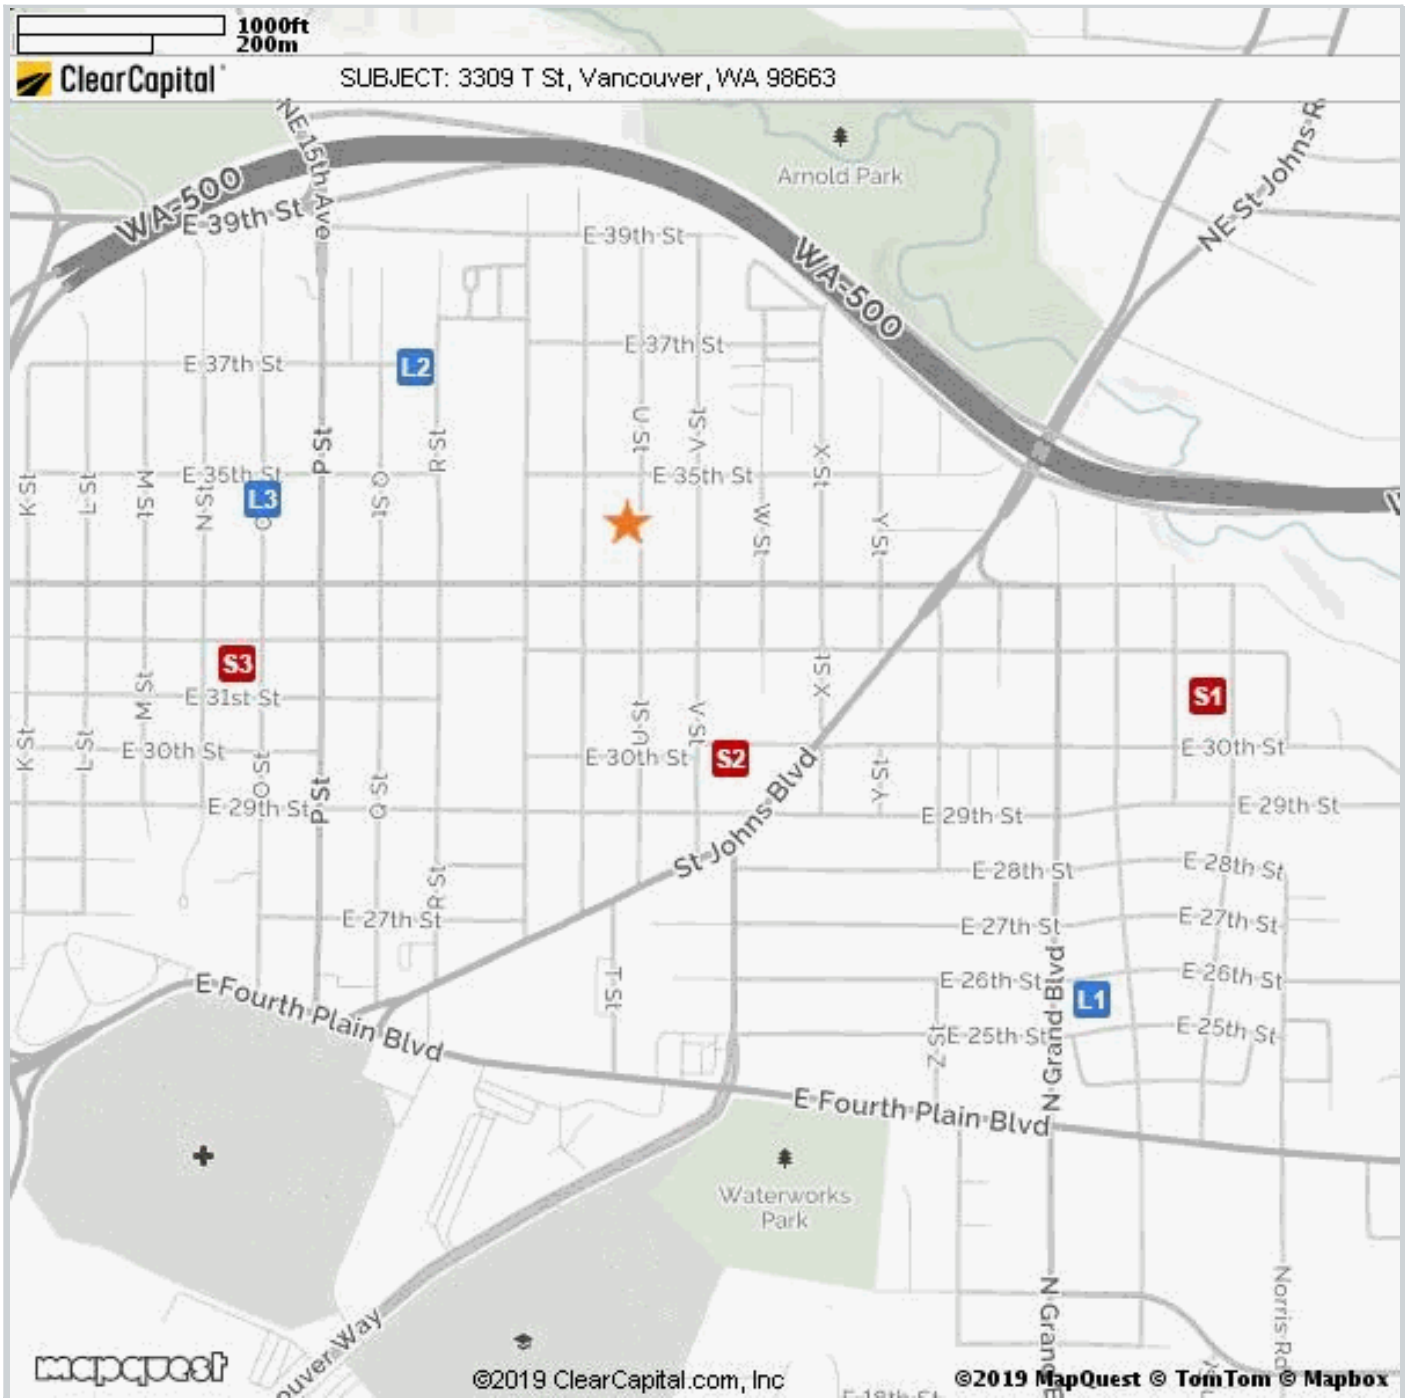 1000ft
200m
ClearCapital
SUBJECT: 3309 T St, Vancouver, WA 98663
NE 15th Ave
NE St Johns R
Arnold Park
WA-500
E 39th St
E 39th St
WA-500
E 37th St
L2
E 37th St
U St
V St
P St
R St
X St
E 35th St
E 35th St
K St
L St
M St
N St
L3
O
Q St
W St
Y St
S3
M St
E 31st St
X St
S1
K St
L St
E 30th St
O St
U St
V St
E 30th St
S2
E 30th St
P St
Q St
Y St
E 29th St
E 29th St
E 29th St
St Johns Blvd
R St
E 28th St
E 28th St
E 27th St
E 27th St
E 27th St
E Fourth Plain Blvd
T St
E 26th St
N Grand Blvd
L1
E 26th St
Z St
E 25th St
E 25th St
E Fourth Plain Blvd
Waterworks
Park
N Grand B
Norris Rd
ouver Way
mapquest
©2019 ClearCapital.com, Inc
©2019 MapQuest © TomTom © Mapbox
E 18th St